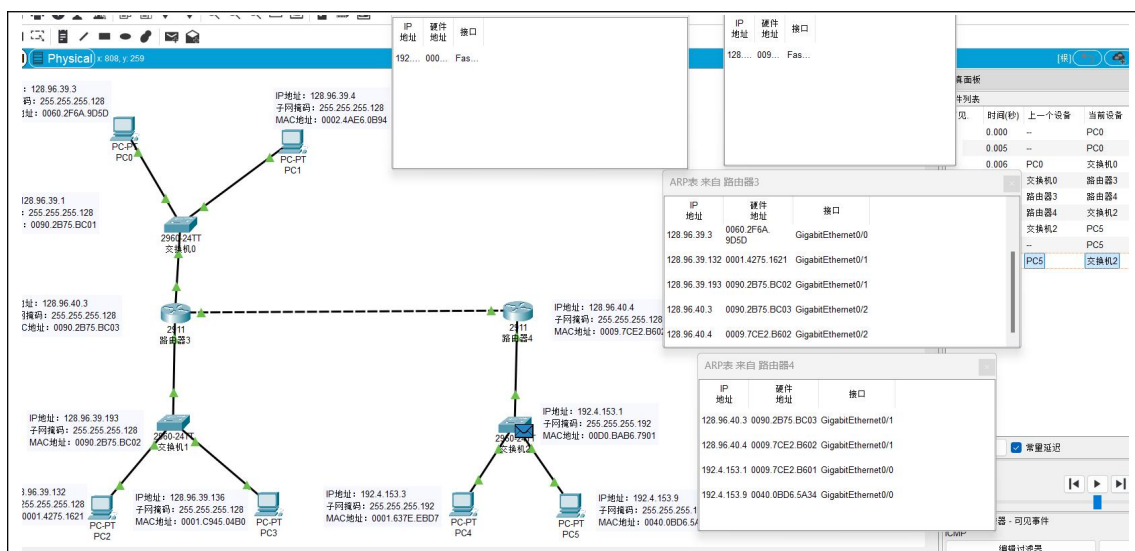 Physical x: 808, y: 259
[根]
IP 地址 硬件 地址 接口
192.... 000... Fas...
IP 地址 硬件 地址 接口
128.... 009... Fas...
: 128.96.39.3
码: 255.255.255.128
址: 0060.2F6A.9D5D
PC-PT
PC0
IP地址: 128.96.39.4
子网掩码: 255.255.255.128
MAC地址: 0002.4AE6.0B94
PC-PT
PC1
28.96.39.1
: 255.255.255.128
: 0090.2B75.BC01
2960-24TT
交换机0
址: 128.96.40.3
网掩码: 255.255.255.128
C地址: 0090.2B75.BC03
2911
路由器3
2911
路由器4
IP地址: 128.96.40.4
子网掩码: 255.255.255.128
MAC地址: 0009.7CE2.B602
IP地址: 128.96.39.193
子网掩码: 255.255.255.128
MAC地址: 0090.2B75.BC02
2960-24TT
交换机1
IP地址: 192.4.153.1
子网掩码: 255.255.255.192
MAC地址: 00D0.BAB6.7901
交换机2
.96.39.132
255.255.255.128
0001.4275.1621
PC-PT
PC2
IP地址: 128.96.39.136
子网掩码: 255.255.255.128
MAC地址: 0001.C945.04B0
PC-PT
PC3
IP地址: 192.4.153.3
子网掩码: 255.255.255.192
MAC地址: 0001.637E.EBD7
PC-PT
PC4
IP地址: 192.4.153.9
子网掩码: 255.255.255.1
MAC地址: 0040.0BD6.5A
PC-PT
PC5
ARP表 来自 路由器3
IP 地址 硬件 地址 接口
128.96.39.3 0060.2F6A.9D5D GigabitEthernet0/0
128.96.39.132 0001.4275.1621 GigabitEthernet0/1
128.96.39.193 0090.2B75.BC02 GigabitEthernet0/1
128.96.40.3 0090.2B75.BC03 GigabitEthernet0/2
128.96.40.4 0009.7CE2.B602 GigabitEthernet0/2
ARP表 来自 路由器4
IP 地址 硬件 地址 接口
128.96.40.3 0090.2B75.BC03 GigabitEthernet0/1
128.96.40.4 0009.7CE2.B602 GigabitEthernet0/1
192.4.153.1 0009.7CE2.B601 GigabitEthernet0/0
192.4.153.9 0040.0BD6.5A34 GigabitEthernet0/0
真面板
件列表
见. 时间(秒) 上一个设备 当前设备
0.000 -- PC0
0.005 -- PC0
0.006 PC0 交换机0
交换机0 路由器3
路由器3 路由器4
路由器4 交换机2
交换机2 PC5
-- PC5
PC5 交换机2
常量延迟
器 - 可见事件
ICMP
编辑过滤器